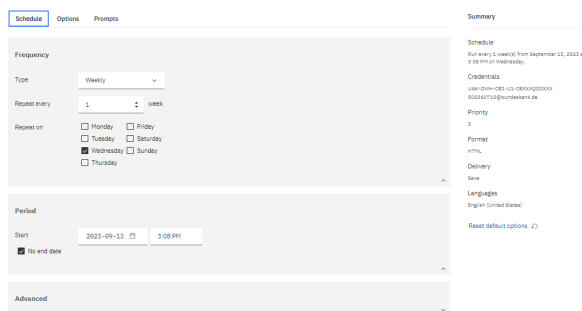 Schedule Options Prompts
Frequency
Type Weekly
Repeat every 1 week
Repeat on Monday Friday
Tuesday Saturday
Wednesday Sunday
Thursday
Period
Start 2023-09-13 3:08 PM
No end date
Advanced
Summary
Schedule
Run every 1 week(s) from September 13, 2023
3:08 PM on Wednesday.
Credentials
Priority
3
Format
HTML
Delivery
Save
Languages
English (United States)
Reset default options